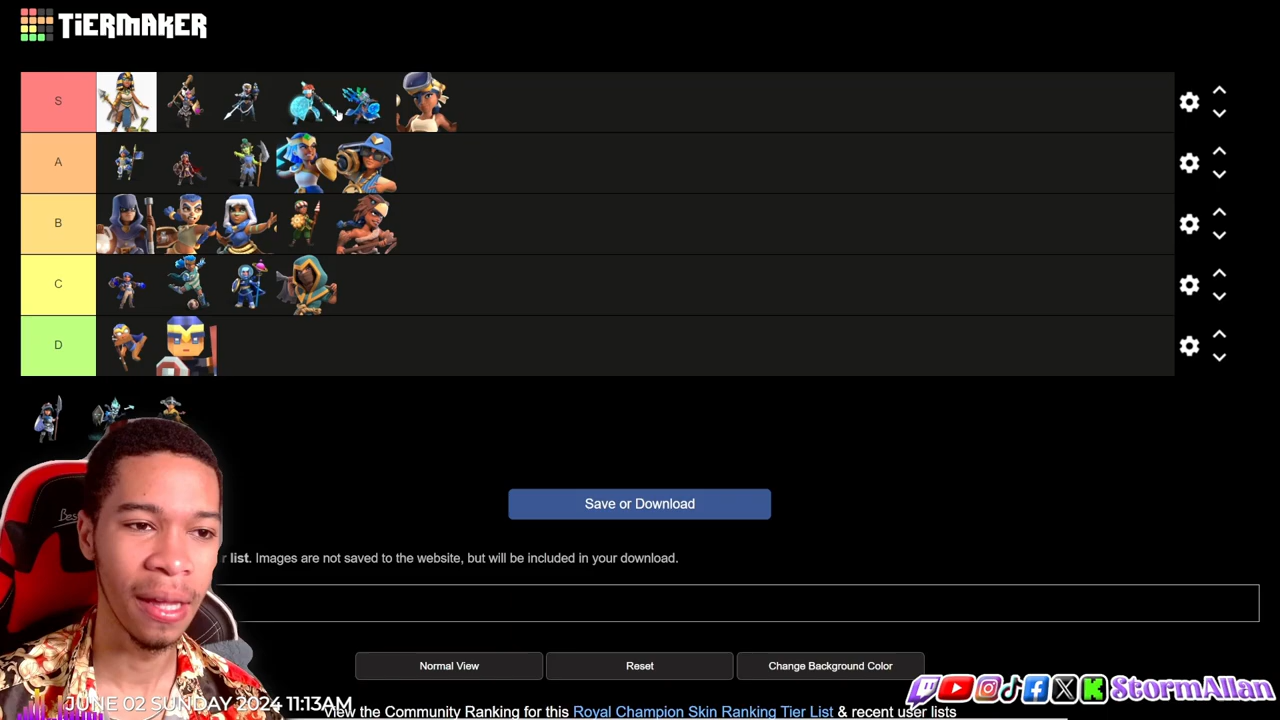 TiERMAKER
S
A
B
C
D
Save or Download
list. Images are not saved to the website, but will be included in your download.
Normal View
Reset
Change Background Color
JUNE 02 SUNDAY 2024 11:13AM
StormAllan
View the Community Ranking for this Royal Champion Skin Ranking Tier List & recent user lists